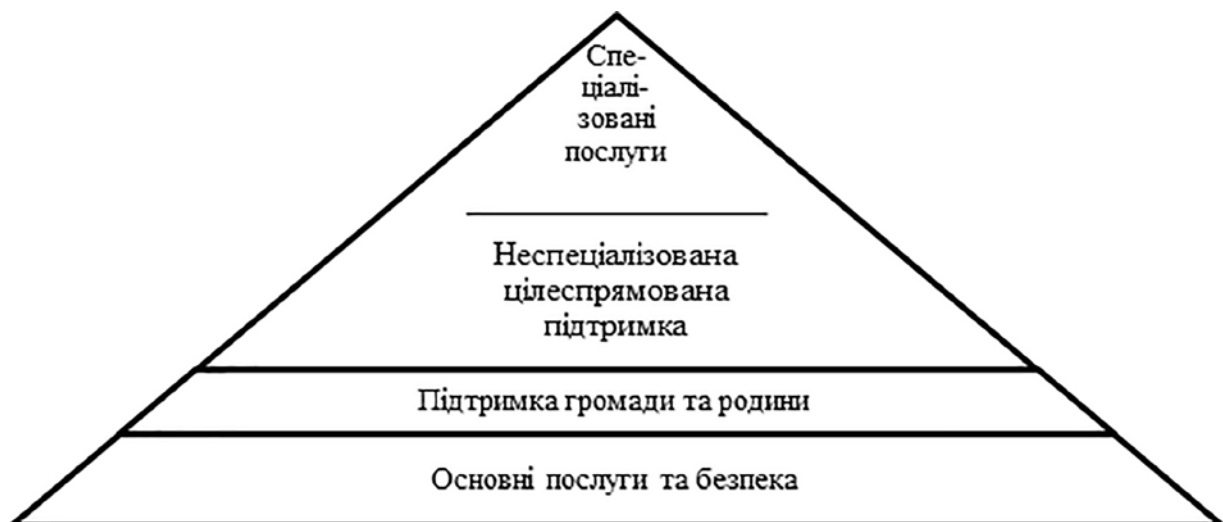 Спе-
ціалі-
зовані
послуги
Неспеціалізована
цілеспрямована
підтримка
Підтримка громади та родини
Основні послуги та безпека